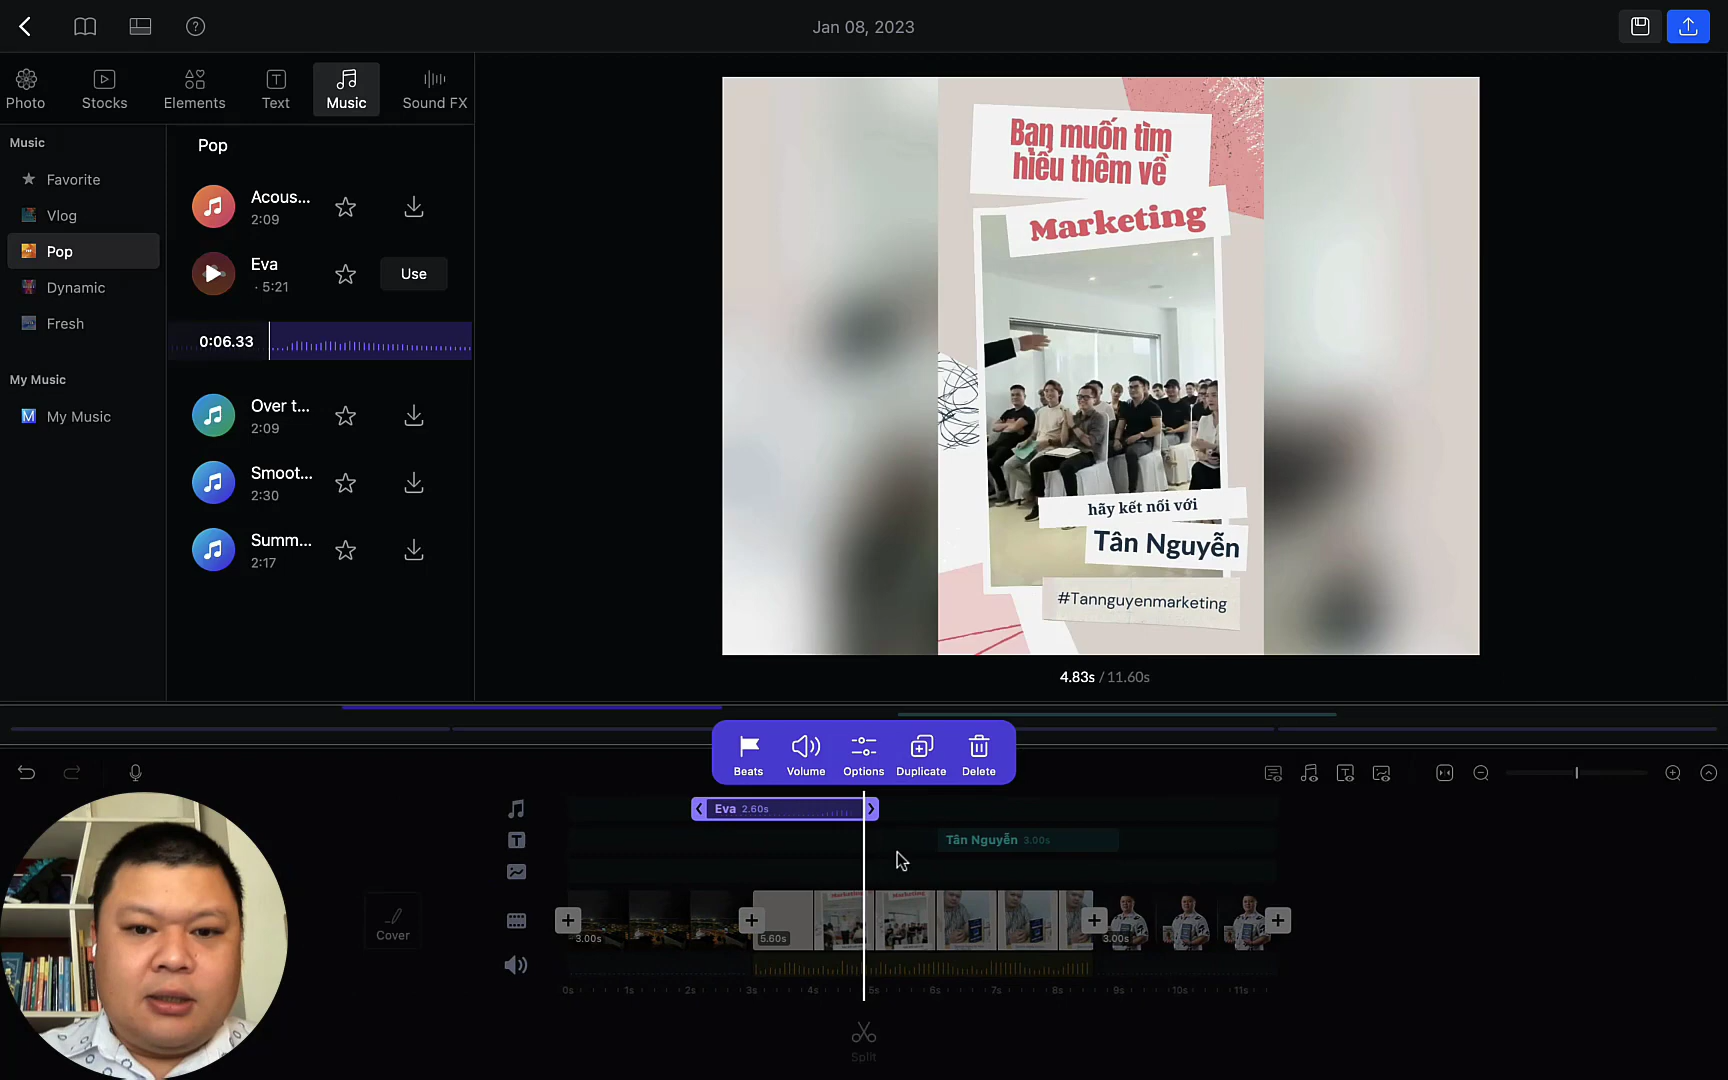 Jan 08, 2023
Photo
Stocks
Elements
Text
Music
Sound FX
Music
Favorite
Vlog
Pop
Dynamic
Fresh
My Music
M My Music
Pop
Acous...
2:09
Eva
· 5:21
Use
0:06.33
Over t...
2:09
Smoot...
2:30
Summ...
2:17
Bạn muốn tìm
hiểu thêm về
Marketing
hãy kết nối với
Tân Nguyễn
#Tannguyenmarketing
4.83s / 11.60s
Beats
Volume
Options
Duplicate
Delete
Eva 2.60s
Tân Nguyễn 3.00s
Cover
3.00s
5.60s
3.00s
0s 1s 2s 3s 4s 5s 6s 7s 8s 9s 10s 11s
Split